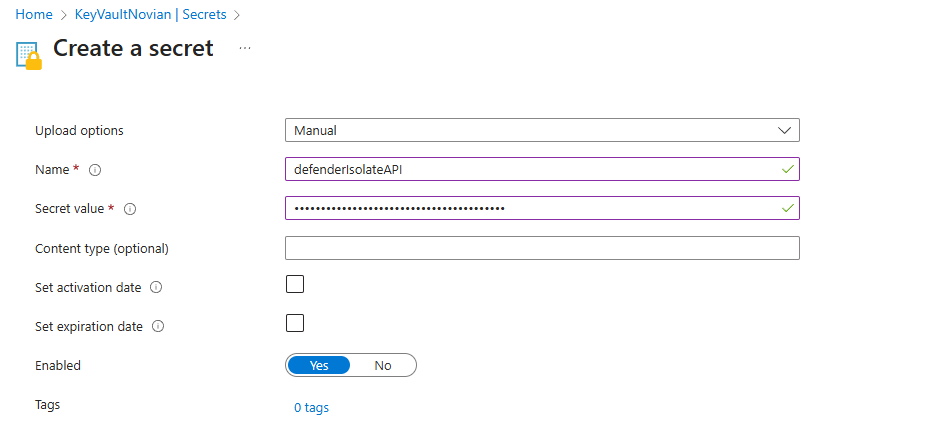 Home > KeyVaultNovian | Secrets >
Create a secret ...
Upload options Manual
Name * defenderIsolateAPI
Secret value * ••••••••••••••••••••••••••••••••••••••••
Content type (optional)
Set activation date
Set expiration date
Enabled Yes No
Tags 0 tags